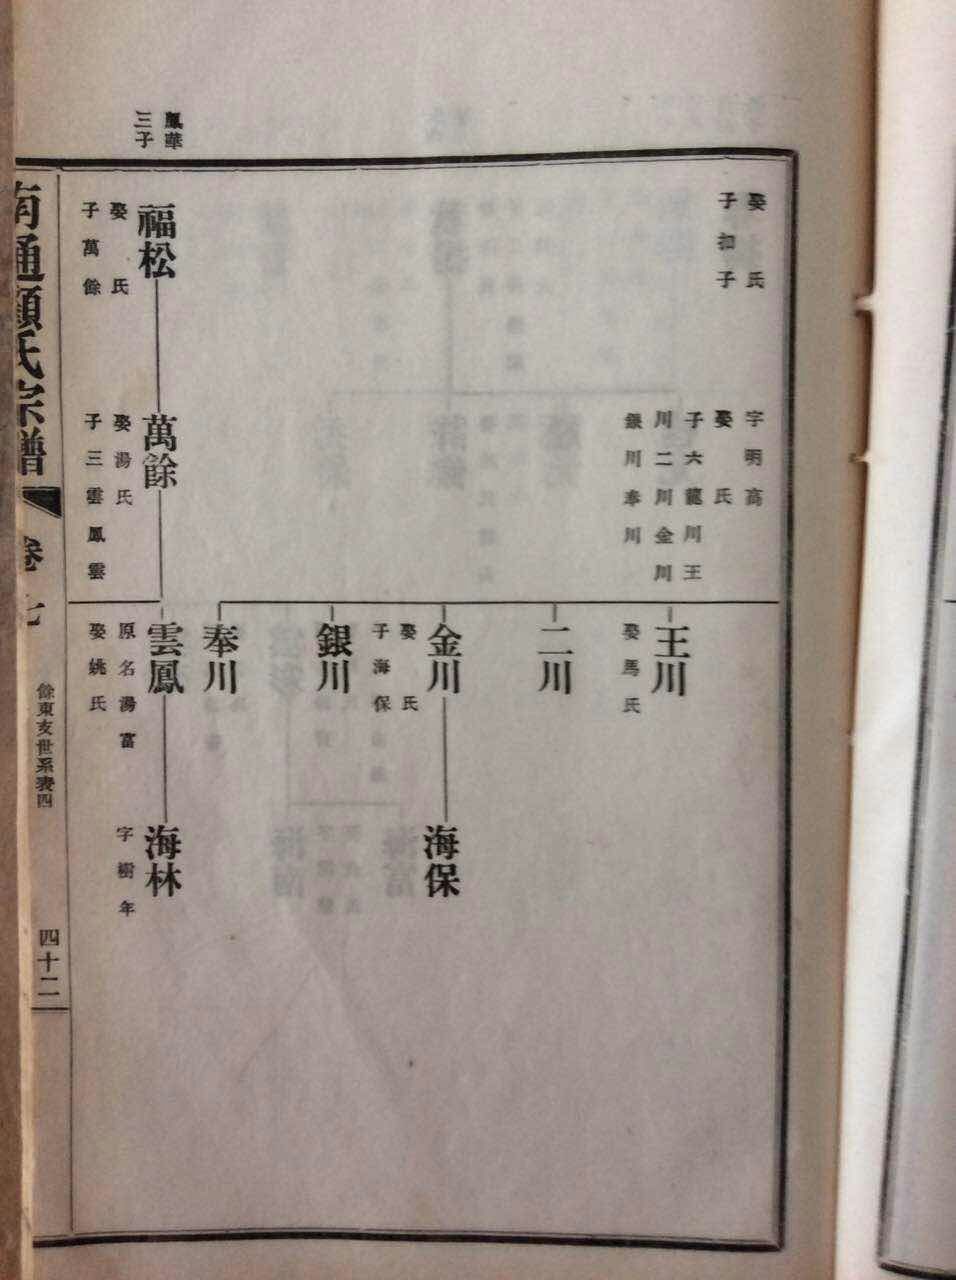 鳳華
三子
娶　氏
子扣子
福松
娶　氏
子萬餘
字明高
娶　氏
子六龍川王
川二川金川
銀川奉川
萬餘
娶湯氏
子三雲鳳雲
王川
娶馬氏
二川
金川
娶　氏
子海保
銀川
奉川
雲鳳
原名湯富
娶姚氏
海保
海林
字樹年
南通顧氏宗譜
卷七
餘東支世系表四
四十二